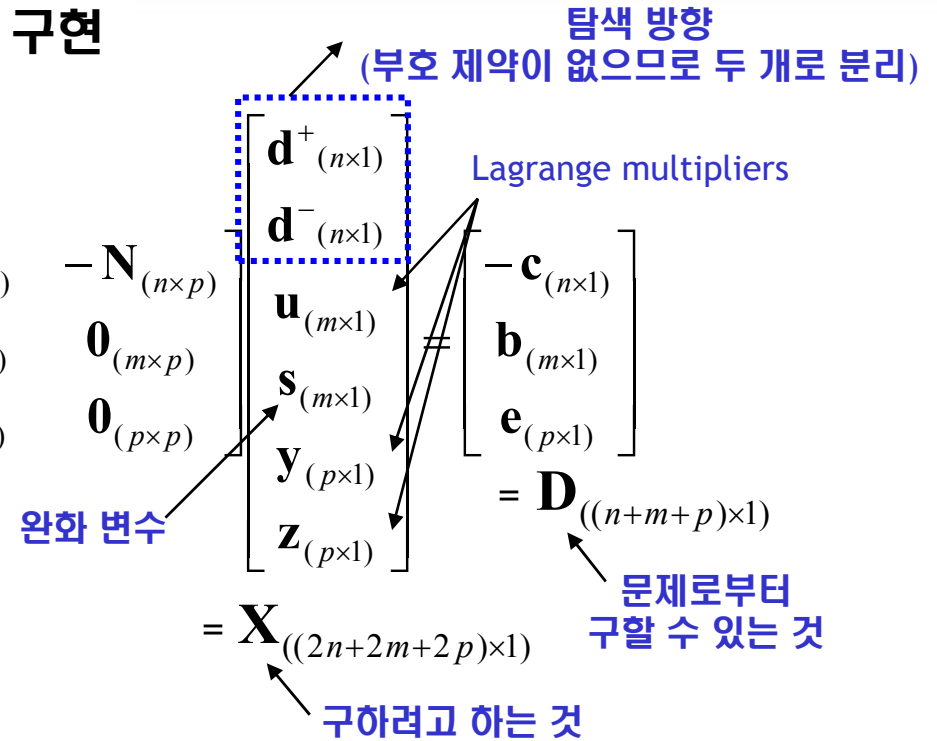 구현
탐색 방향
(부호 제약이 없으므로 두 개로 분리)
d⁺(n×1)
Lagrange multipliers
d⁻(n×1)
) −N(n×p)
−c(n×1)
u(m×1)
) 0(m×p)
=
b(m×1)
s(m×1)
) 0(p×p)
e(p×1)
y(p×1)
= D((n+m+p)×1)
완화 변수
z(p×1)
문제로부터
구할 수 있는 것
= X((2n+2m+2p)×1)
구하려고 하는 것